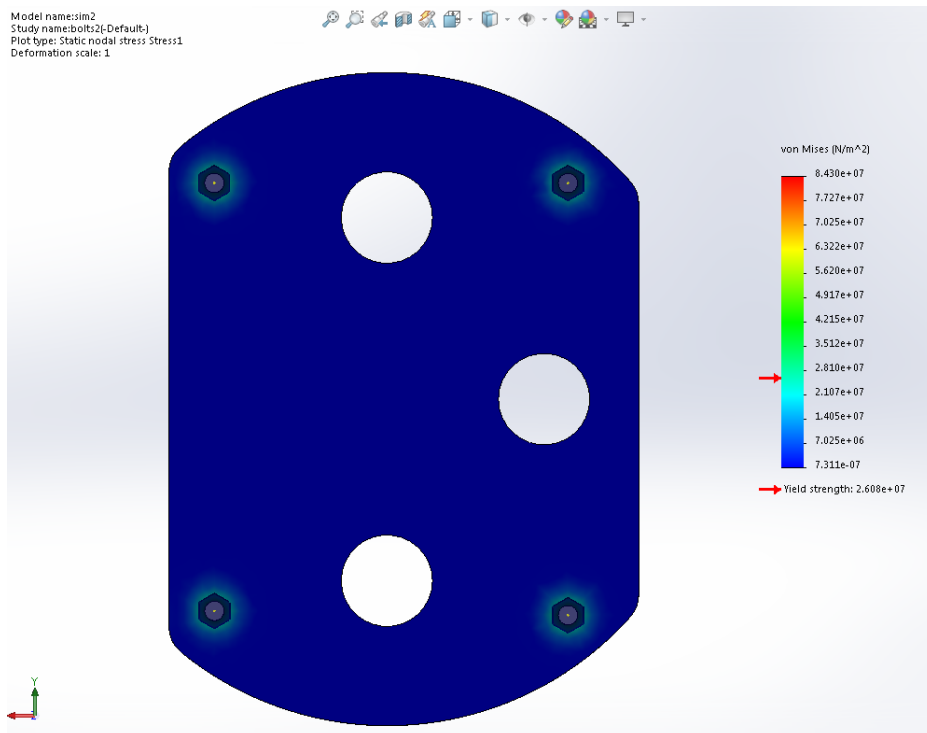 Model name:sim2
Study name:bolts2(-Default-)
Plot type: Static nodal stress Stress1
Deformation scale: 1
von Mises (N/m^2)
8.430e+07
7.727e+07
7.025e+07
6.322e+07
5.620e+07
4.917e+07
4.215e+07
3.512e+07
2.810e+07
2.107e+07
1.405e+07
7.025e+06
7.311e-07
Yield strength: 2.608e+07
Y